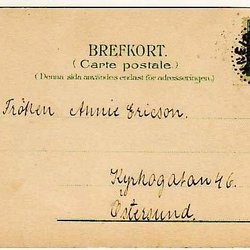 BREFKORT.
(Carte postale.)
(Denna sida användes endast för adresseringen.)
Fröken Annie Ericson.
Kyrkogatan 46.
Östersund.